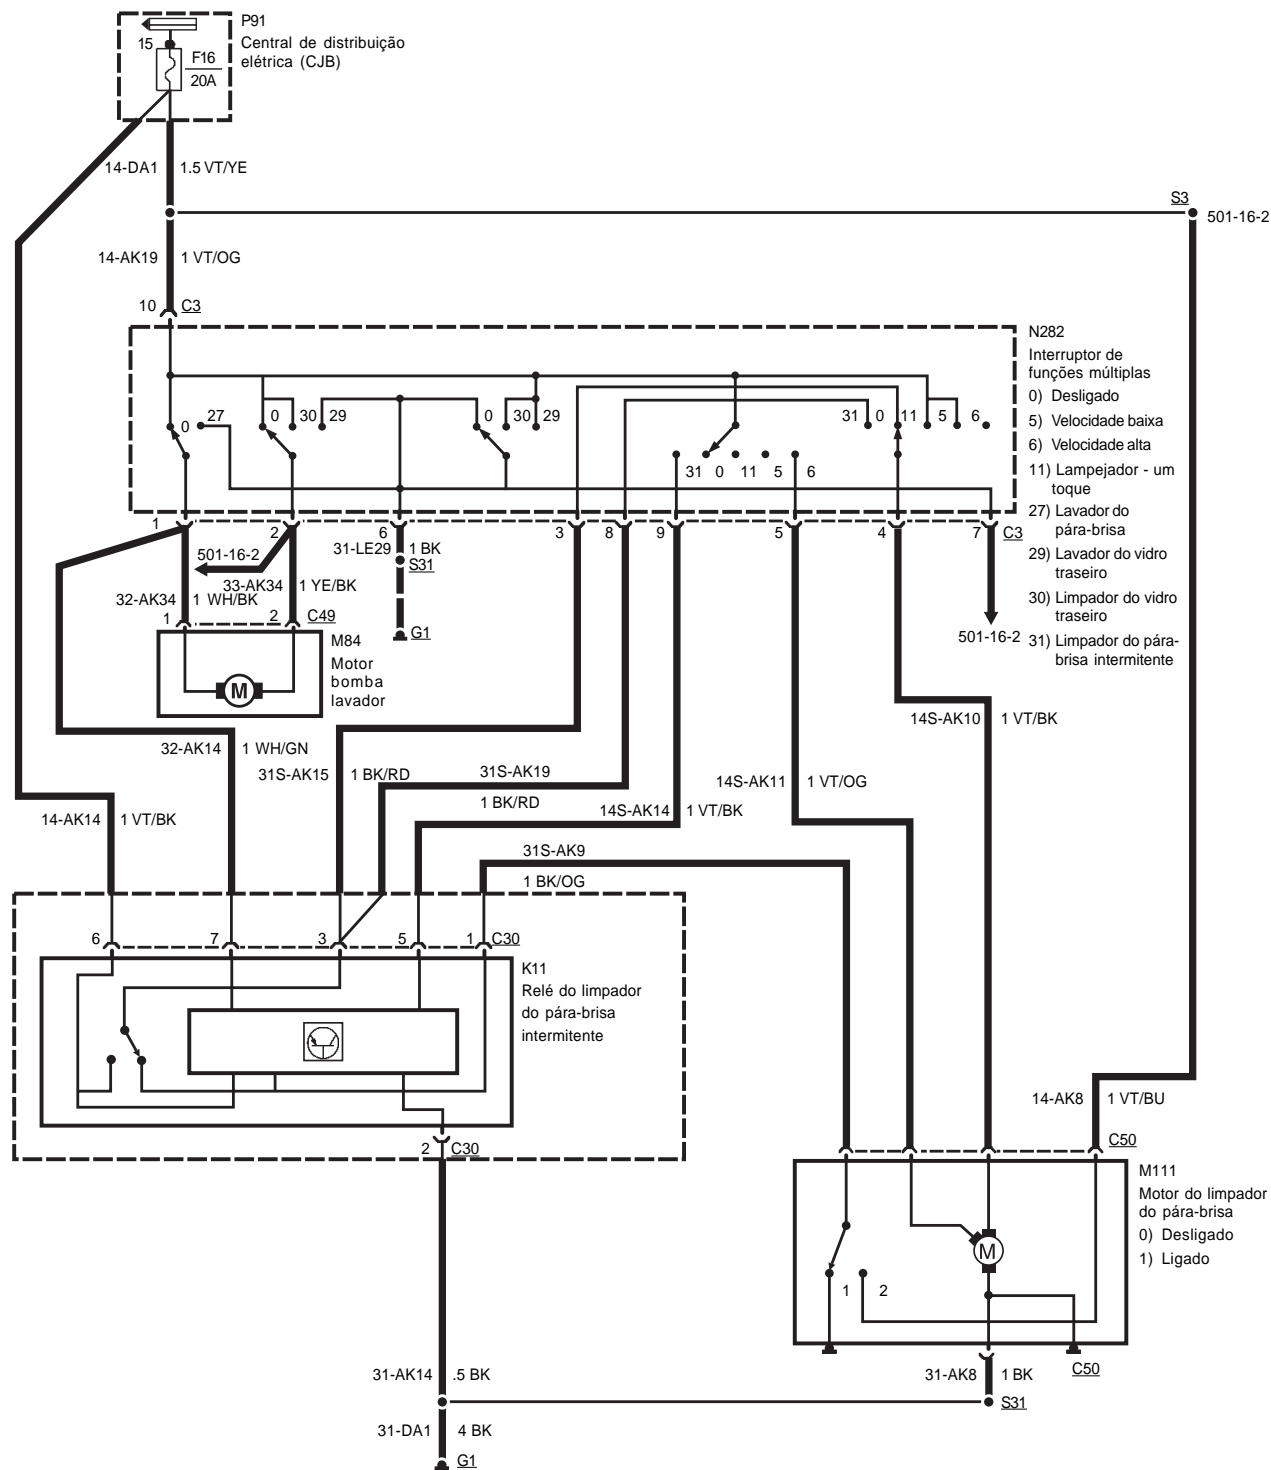 P91
Central de distribuição
elétrica (CJB)
15
F16
20A
14-DA1
1.5 VT/YE
S3
501-16-2
14-AK19
1 VT/OG
10
C3
N282
Interruptor de
funções múltiplas
0) Desligado
5) Velocidade baixa
6) Velocidade alta
11) Lampejador - um
toque
27) Lavador do
pára-brisa
29) Lavador do vidro
traseiro
30) Limpador do vidro
traseiro
31) Limpador do pára-
brisa intermitente
0
27
0
30
29
0
30
29
31
0
11
5
6
31
0
11
5
6
1
2
6
3
8
9
5
4
7
C3
501-16-2
31-LE29
1 BK
S31
33-AK34
1 YE/BK
32-AK34
1 WH/BK
1
2
C49
G1
501-16-2
M84
Motor
bomba
lavador
M
14S-AK10
1 VT/BK
32-AK14
1 WH/GN
31S-AK15
1 BK/RD
31S-AK19
1 BK/RD
14S-AK11
1 VT/OG
14-AK14
1 VT/BK
14S-AK14
1 VT/BK
31S-AK9
1 BK/OG
6
7
3
5
1
C30
K11
Relé do limpador
do pára-brisa
intermitente
14-AK8
1 VT/BU
2
C30
C50
M111
Motor do limpador
do pára-brisa
0) Desligado
1) Ligado
M
1
2
31-AK14
.5 BK
31-AK8
1 BK
C50
S31
31-DA1
4 BK
G1